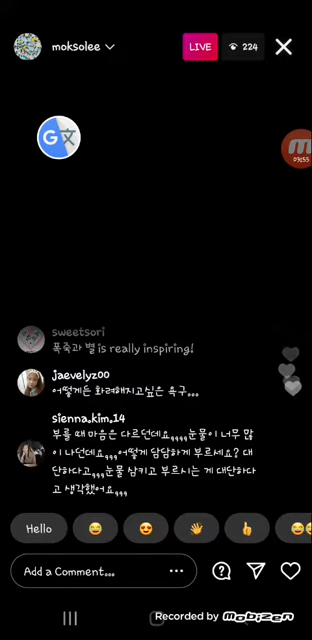 moksolee
LIVE
224
G文
03:55
sweetsori
폭죽과 별 is really inspiring!
jaevelyz00
어떻게든 화려해지고싶은 욕구...
sienna.kim.14
부를 때 마음은 다르던데요,,,,눈물이 너무 많
이 나던데요,,,어떻게 담담하게 부르세요? 대
단하다고,,,눈물 삼키고 부르시는 게 대단하다
고 생각했어요,,,
Hello
Add a Comment...
Recorded by mobizen